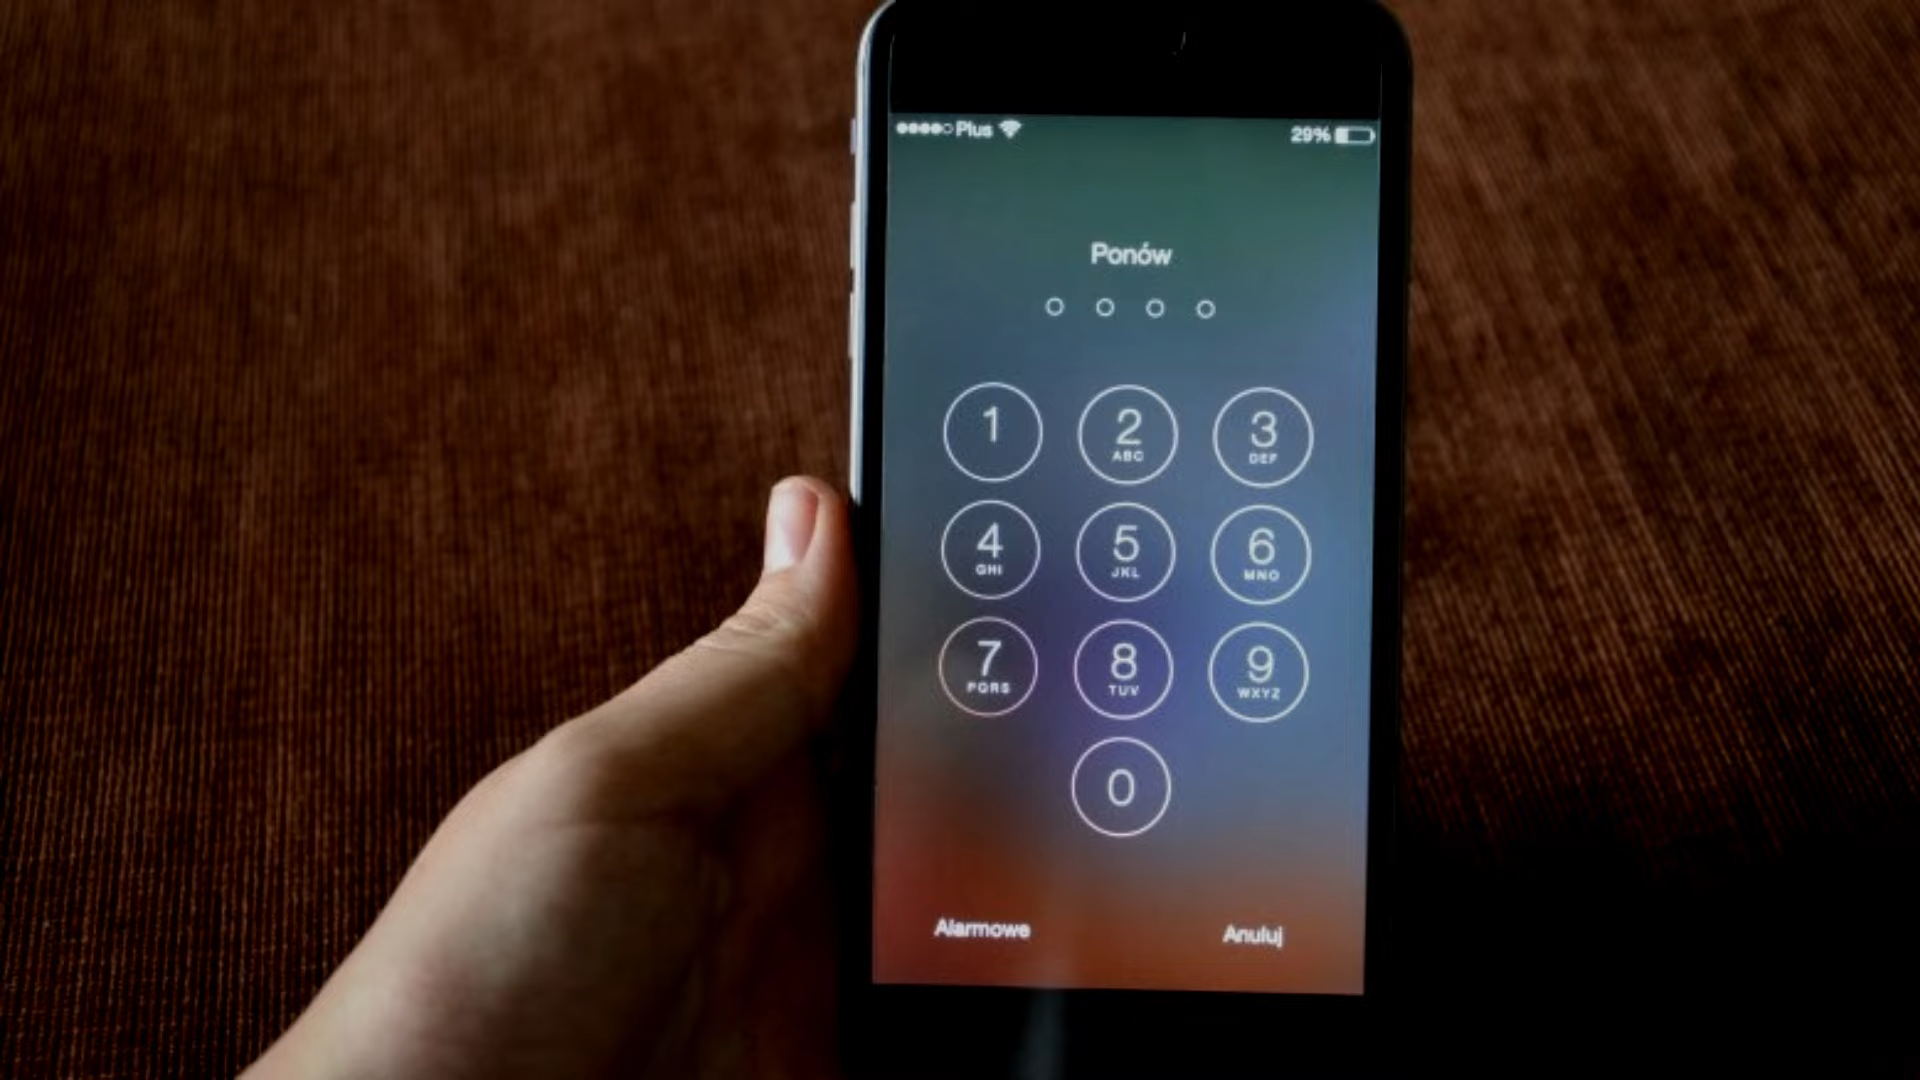 Plus 29%
Ponów
1 2 3
ABC DEF
4 5 6
GHI JKL MNO
7 8 9
PQRS TUV WXYZ
0
Alarmowe Anuluj